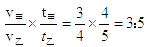 v甲/v乙 × t甲/t乙 = 3/4 × 4/5 = 3:5